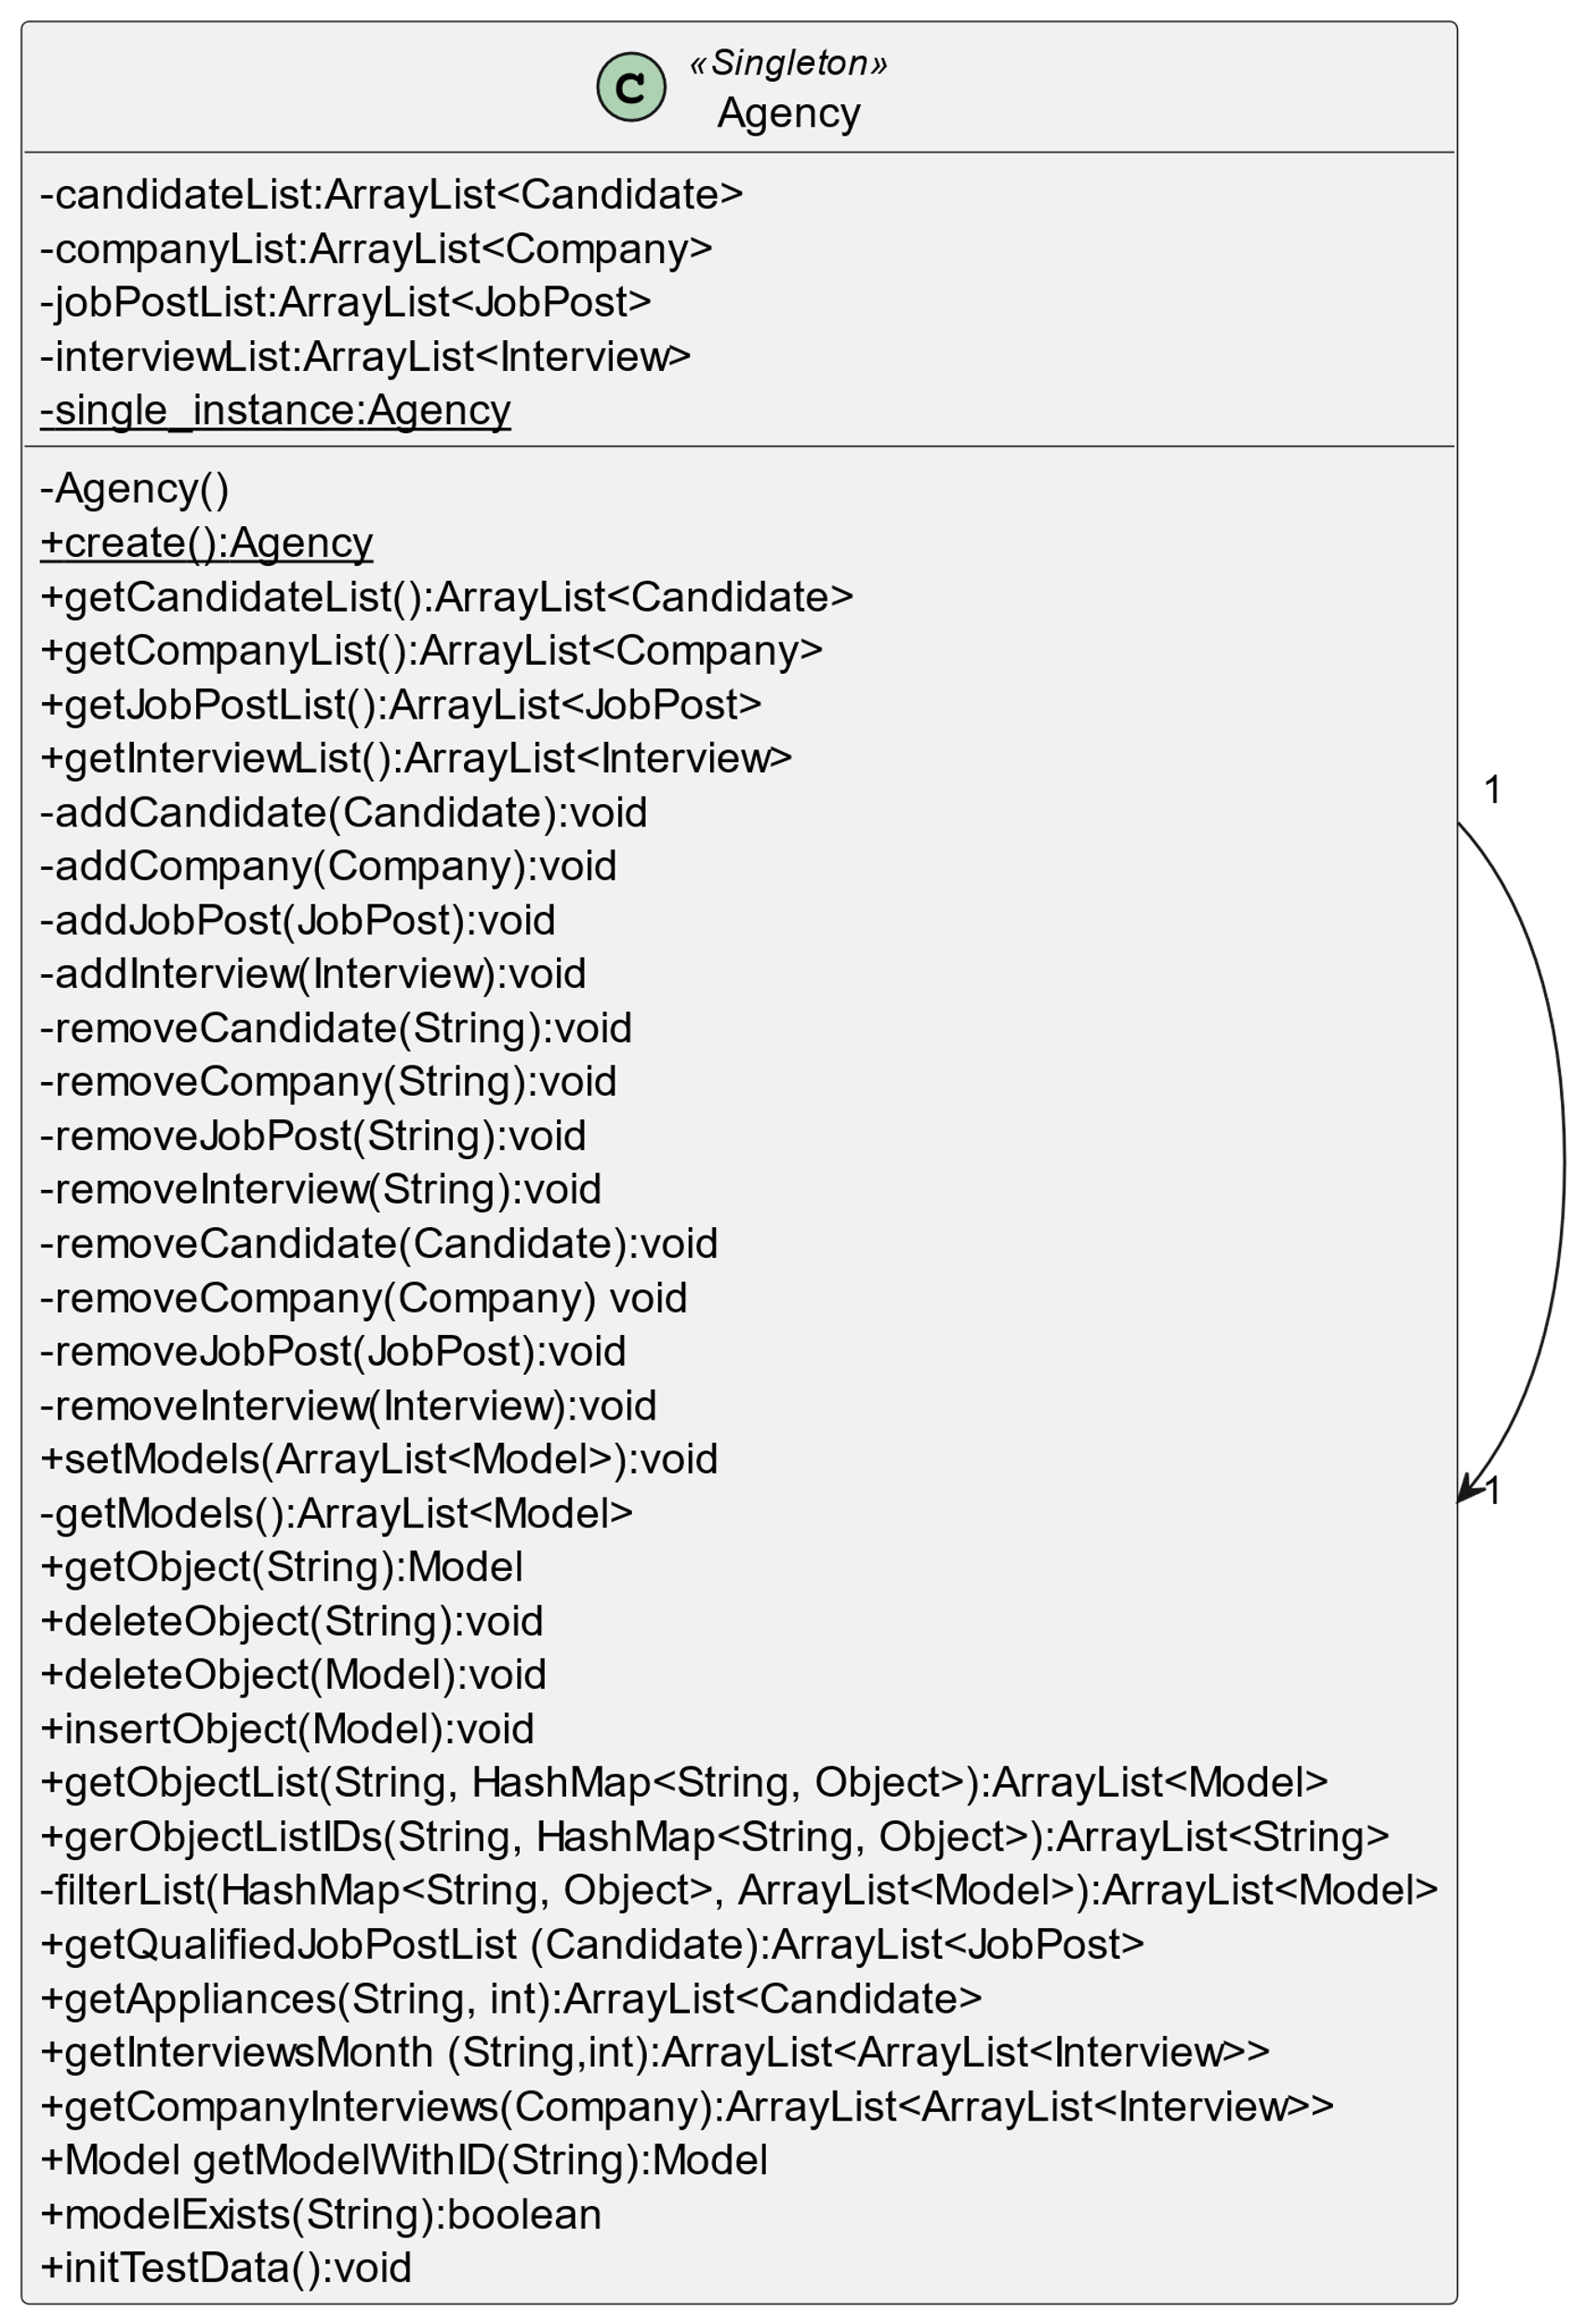 C
«Singleton»
Agency
-candidateList:ArrayList<Candidate>
-companyList:ArrayList<Company>
-jobPostList:ArrayList<JobPost>
-interviewList:ArrayList<Interview>
-single_instance:Agency
-Agency()
+create():Agency
+getCandidateList():ArrayList<Candidate>
+getCompanyList():ArrayList<Company>
+getJobPostList():ArrayList<JobPost>
+getInterviewList():ArrayList<Interview>
-addCandidate(Candidate):void
-addCompany(Company):void
-addJobPost(JobPost):void
-addInterview(Interview):void
-removeCandidate(String):void
-removeCompany(String):void
-removeJobPost(String):void
-removeInterview(String):void
-removeCandidate(Candidate):void
-removeCompany(Company) void
-removeJobPost(JobPost):void
-removeInterview(Interview):void
+setModels(ArrayList<Model>):void
-getModels():ArrayList<Model>
+getObject(String):Model
+deleteObject(String):void
+deleteObject(Model):void
+insertObject(Model):void
+getObjectList(String, HashMap<String, Object>):ArrayList<Model>
+gerObjectListIDs(String, HashMap<String, Object>):ArrayList<String>
-filterList(HashMap<String, Object>, ArrayList<Model>):ArrayList<Model>
+getQualifiedJobPostList (Candidate):ArrayList<JobPost>
+getAppliances(String, int):ArrayList<Candidate>
+getInterviewsMonth (String,int):ArrayList<ArrayList<Interview>>
+getCompanyInterviews(Company):ArrayList<ArrayList<Interview>>
+Model getModelWithID(String):Model
+modelExists(String):boolean
+initTestData():void
1
1